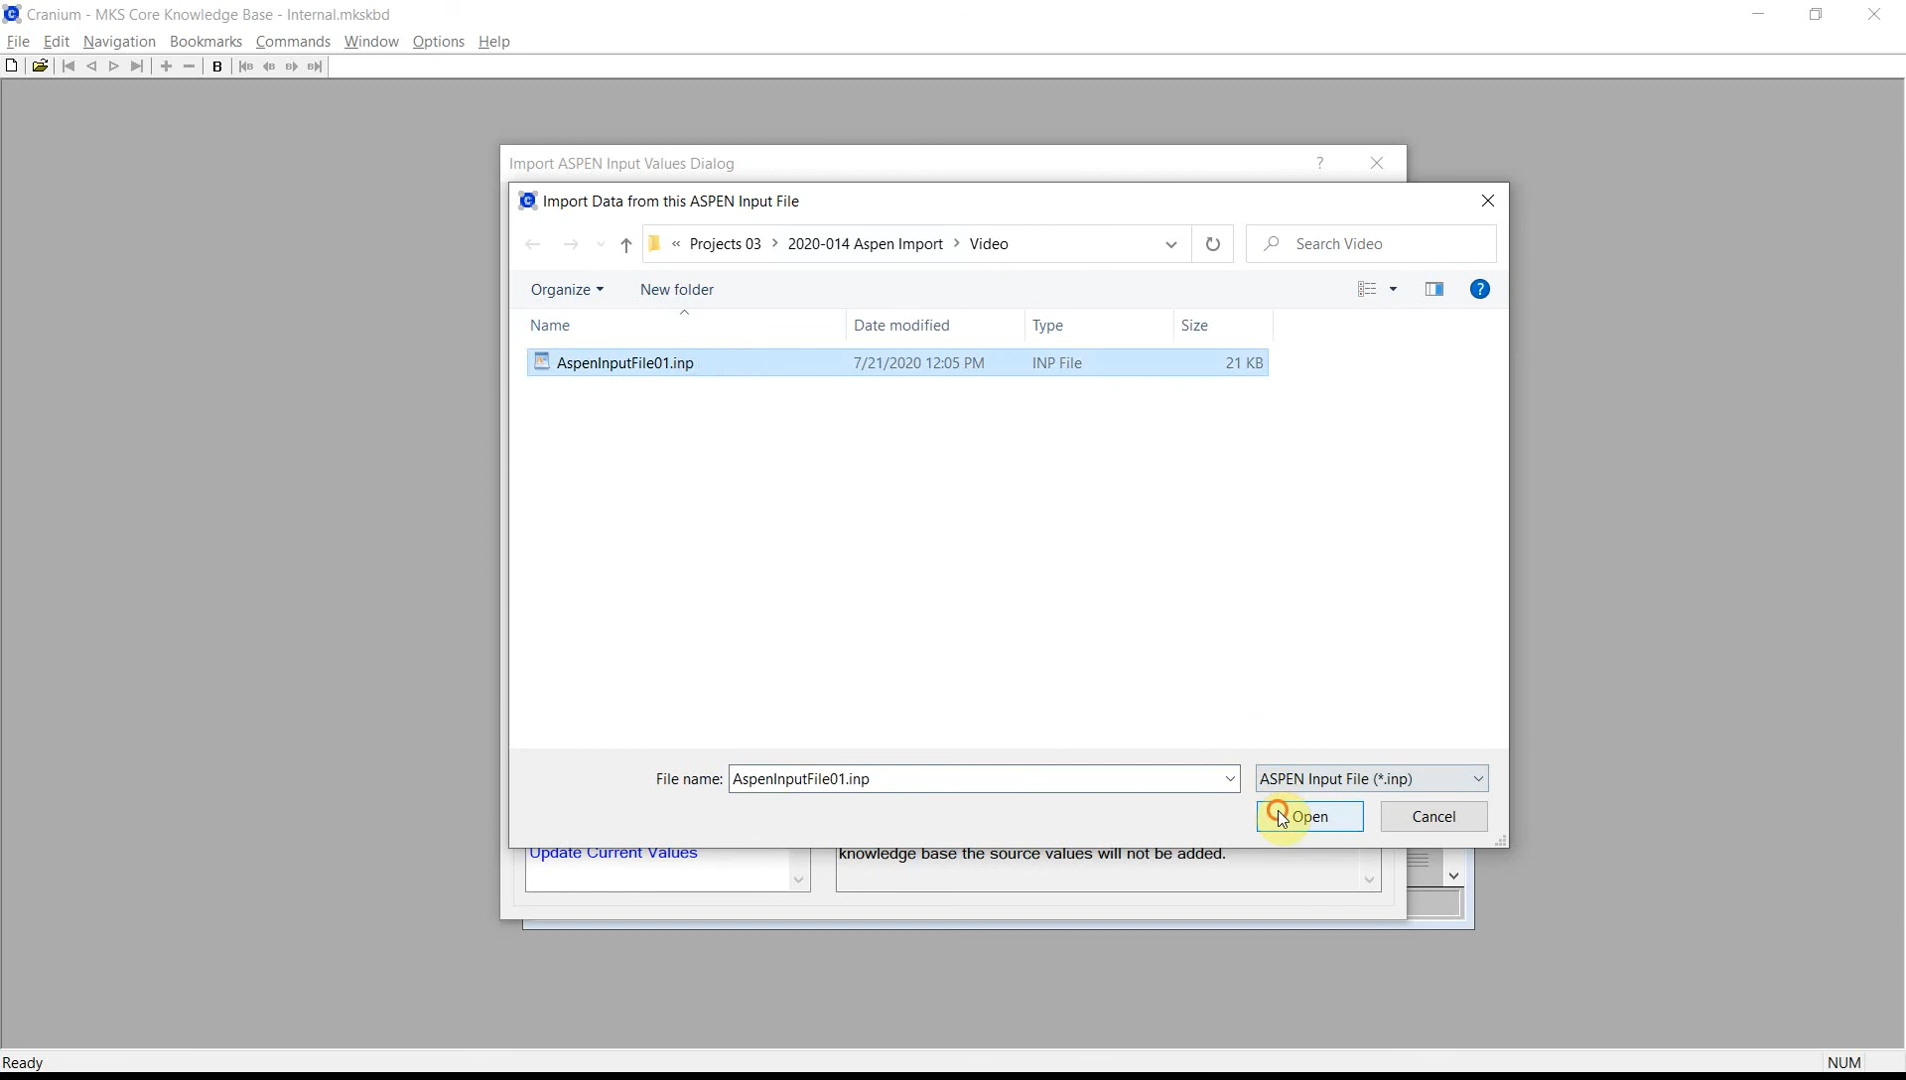 Cranium - MKS Core Knowledge Base - Internal.mkskbd
File Edit Navigation Bookmarks Commands Window Options Help
B B B B B
Import ASPEN Input Values Dialog ?
Import Data from this ASPEN Input File
« Projects 03 > 2020-014 Aspen Import > Video
Search Video
Organize New folder ?
Name Date modified Type Size
AspenInputFile01.inp 7/21/2020 12:05 PM INP File 21 KB
File name: AspenInputFile01.inp ASPEN Input File (*.inp)
Open Cancel
Update Current Values knowledge base the source values will not be added.
Ready NUM